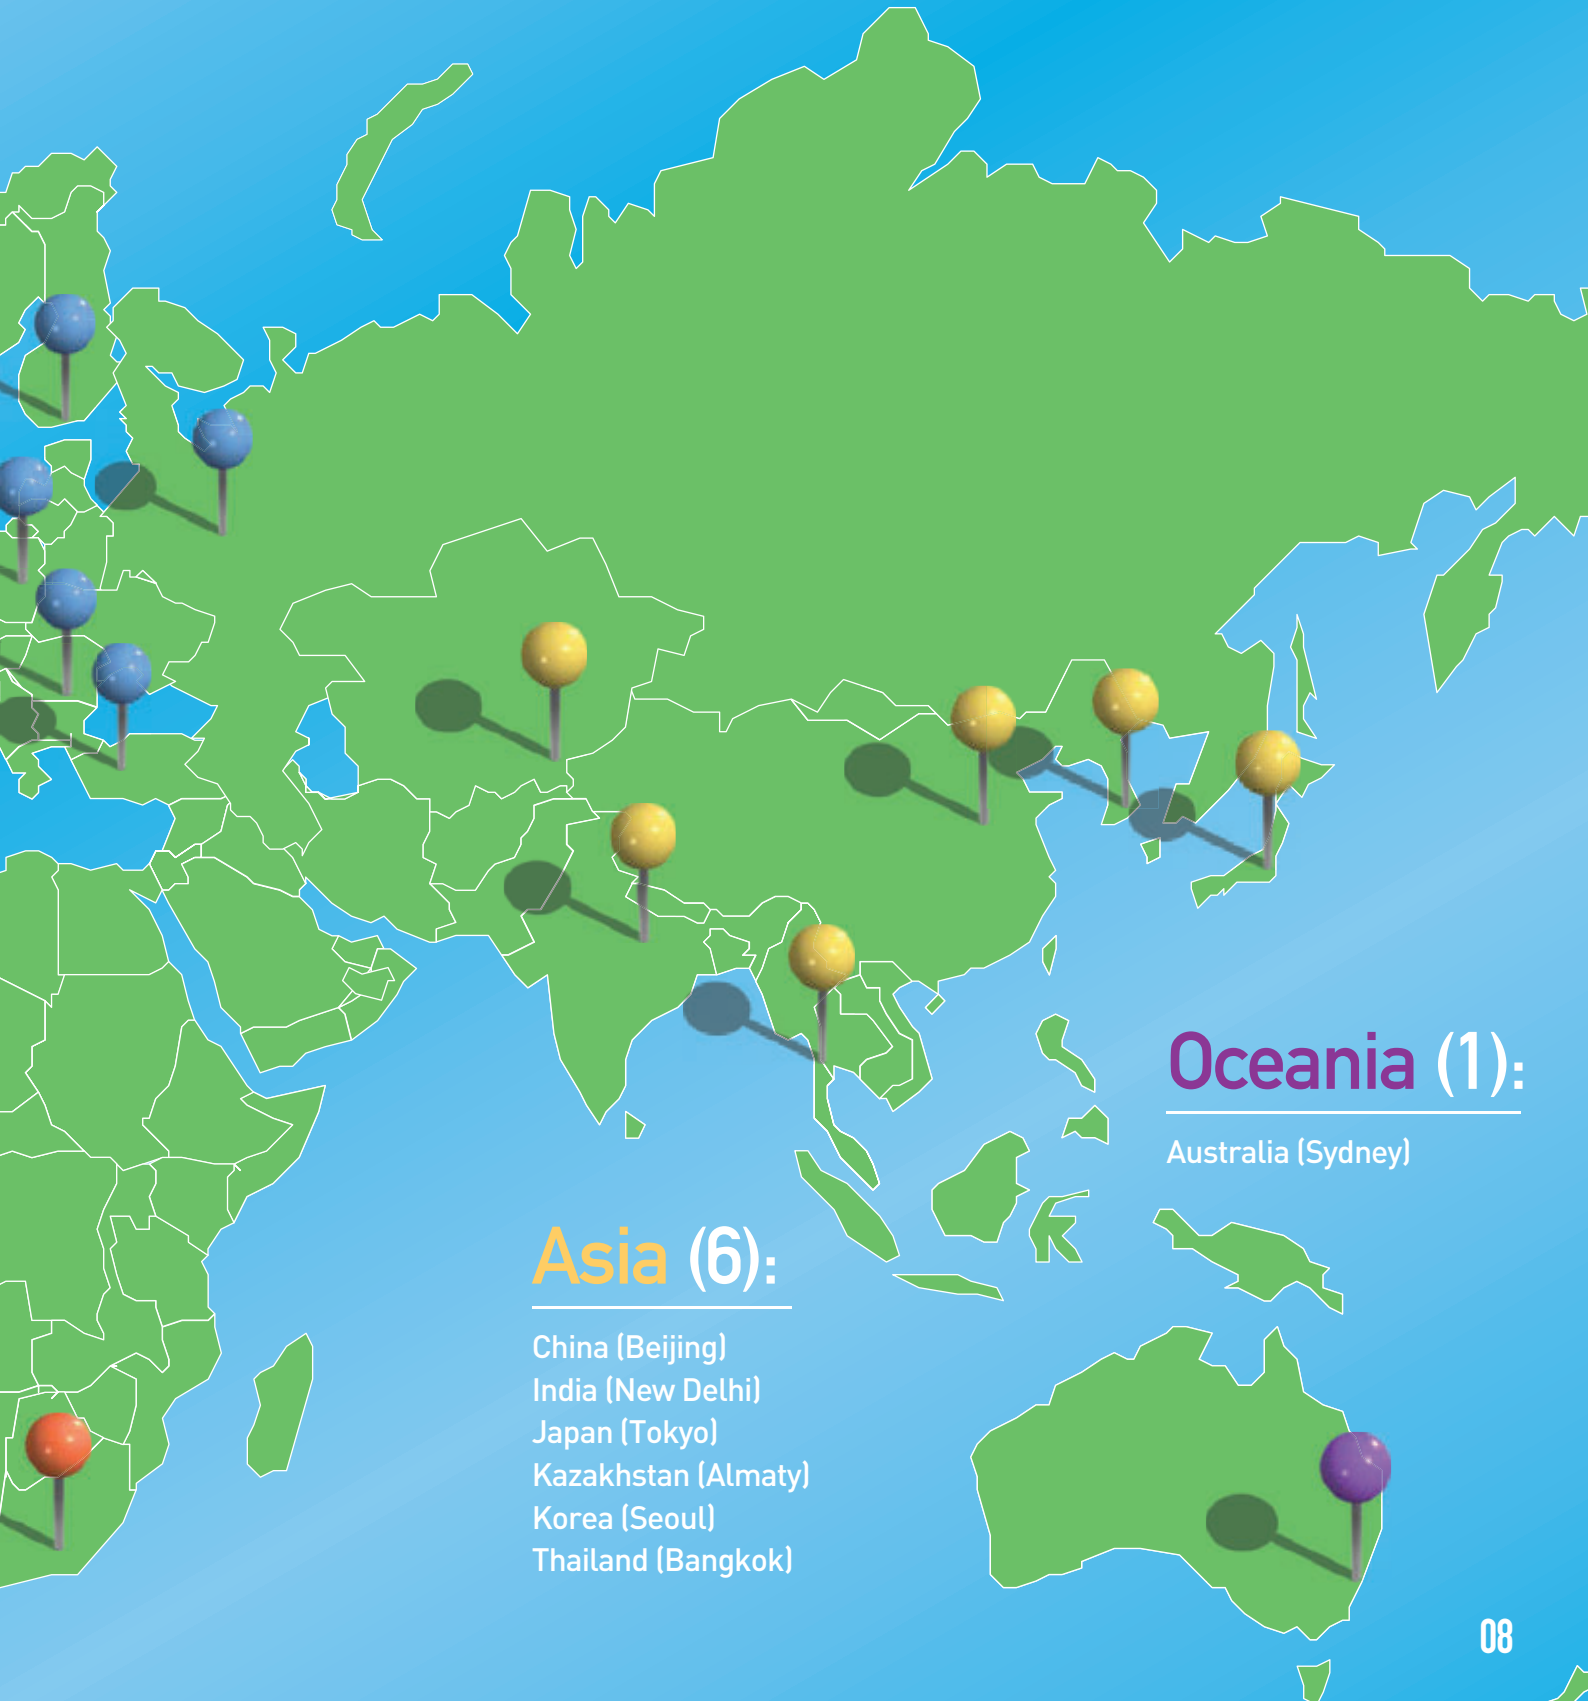 Oceania (1):
Australia (Sydney)
Asia (6):
China (Beijing)
India (New Delhi)
Japan (Tokyo)
Kazakhstan (Almaty)
Korea (Seoul)
Thailand (Bangkok)
08